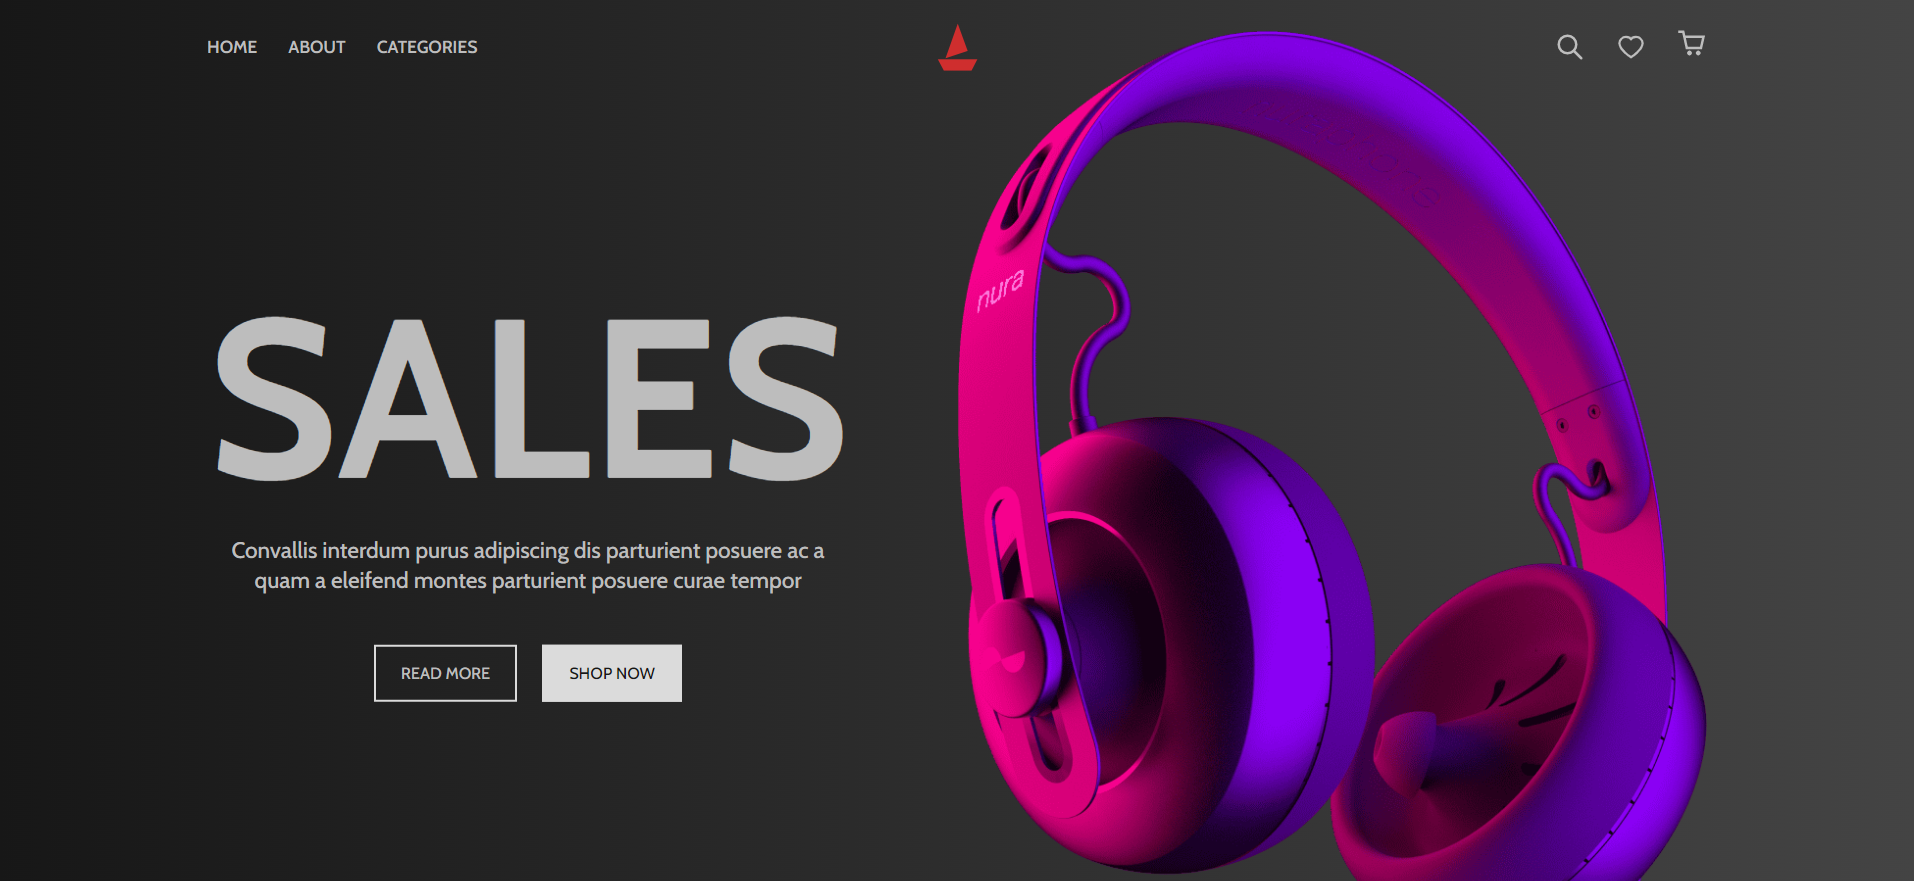 HOME ABOUT CATEGORIES
nura
SALES
Convallis interdum purus adipiscing dis parturient posuere ac a
quam a eleifend montes parturient posuere curae tempor
READ MORE SHOP NOW